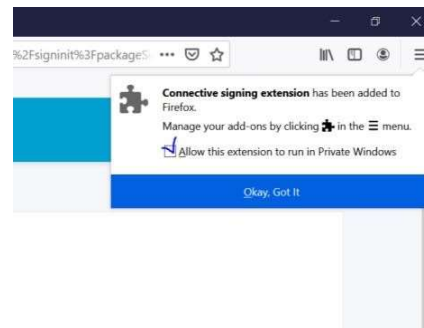 %2Fsigninit%3FpackageS
Connective signing extension has been added to
Firefox.
Manage your add-ons by clicking in the ☰ menu.
Allow this extension to run in Private Windows
Okay, Got It